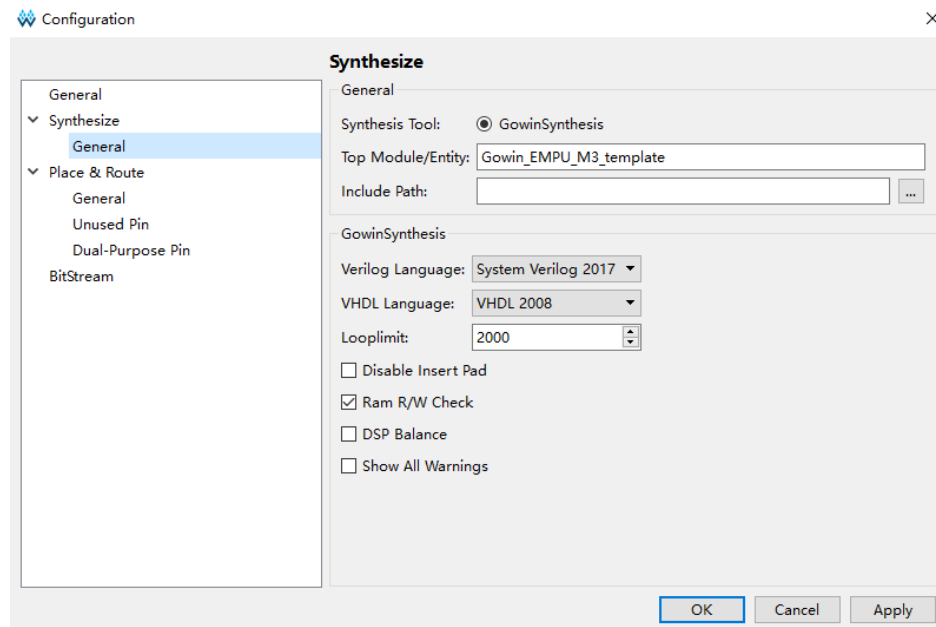 Configuration
Synthesize
General
Synthesize
General
Place & Route
General
Unused Pin
Dual-Purpose Pin
BitStream
General
Synthesis Tool: GowinSynthesis
Top Module/Entity: Gowin_EMPU_M3_template
Include Path: ...
GowinSynthesis
Verilog Language: System Verilog 2017
VHDL Language: VHDL 2008
Looplimit: 2000
Disable Insert Pad
Ram R/W Check
DSP Balance
Show All Warnings
OK Cancel Apply